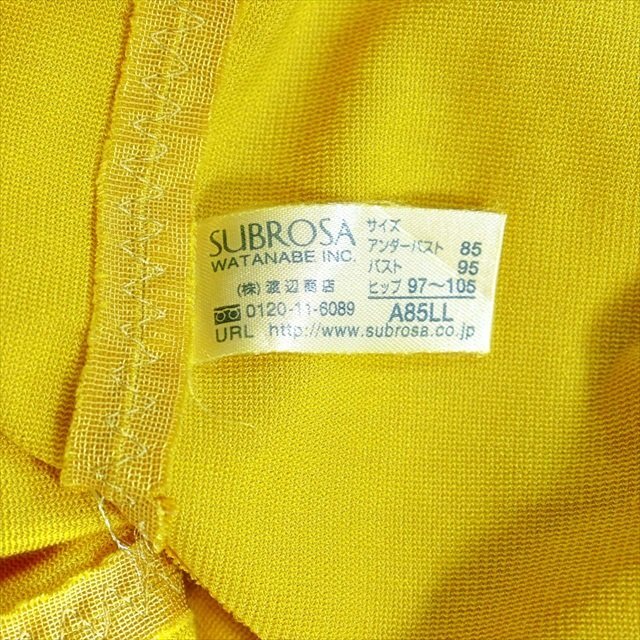 SUBROSA
WATANABE INC.
(株)渡辺商店
0120-11-6089
URL http://www.subrosa.co.jp
サイズ
アンダーバスト 85
バスト 95
ヒップ 97～105
A85LL